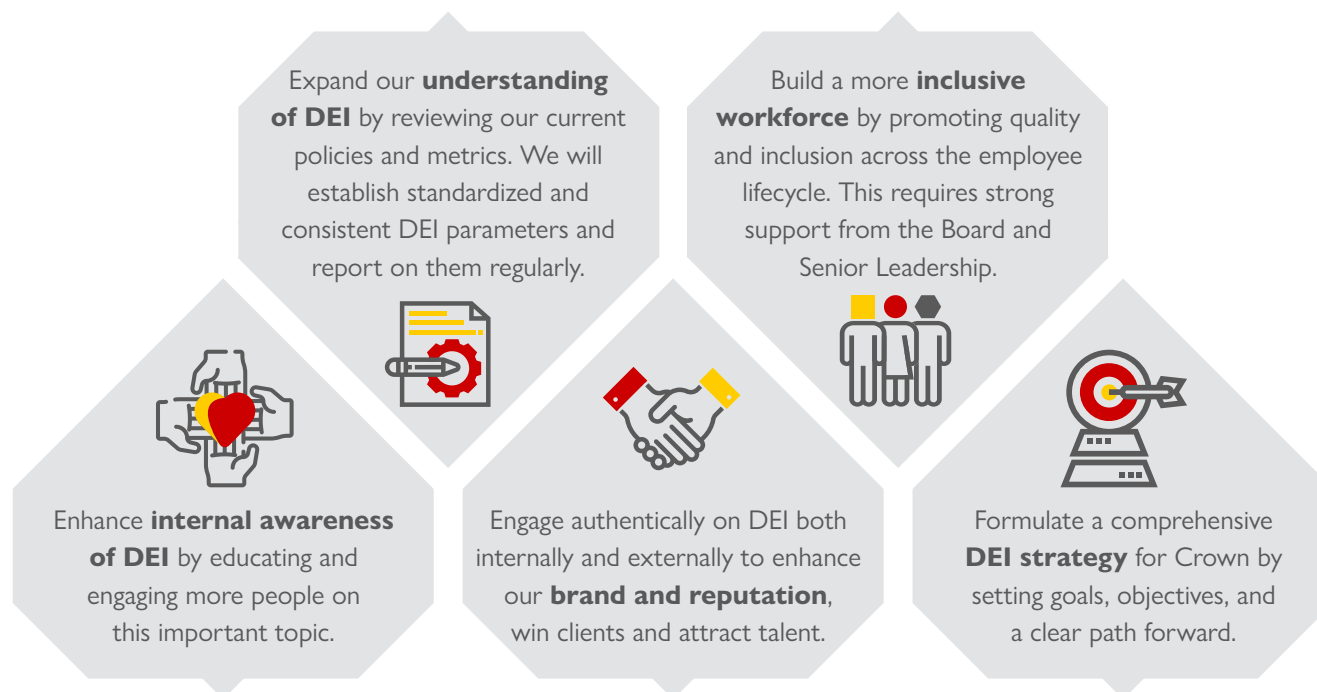 Expand our understanding
of DEI by reviewing our current
policies and metrics. We will
establish standardized and
consistent DEI parameters and
report on them regularly.
Build a more inclusive
workforce by promoting quality
and inclusion across the employee
lifecycle. This requires strong
support from the Board and
Senior Leadership.
Enhance internal awareness
of DEI by educating and
engaging more people on
this important topic.
Engage authentically on DEI both
internally and externally to enhance
our brand and reputation,
win clients and attract talent.
Formulate a comprehensive
DEI strategy for Crown by
setting goals, objectives, and
a clear path forward.